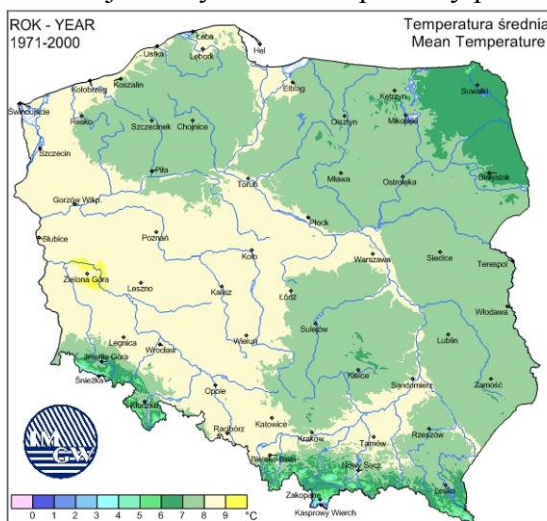 ROK - YEAR
1971-2000
Temperatura średnia
Mean Temperature
Łeba
Hel
Ustka
Lębork
Koszalin
Kołobrzeg
Elbląg
Kętrzyn
Suwałki
Świnoujście
Resko
Szczecinek
Chojnice
Olsztyn
Mikołajki
Szczecin
Piła
Toruń
Mława
Ostrołęka
Białystok
Gorzów Wlkp.
Płock
Słubice
Poznań
Koło
Warszawa
Siedlce
Terespol
Zielona Góra
Leszno
Kalisz
Łódź
Włodawa
Sulejów
Legnica
Wrocław
Wieluń
Lublin
Jelenia Góra
Śnieżka
Kielce
Sandomierz
Zamość
Kłodzko
Opole
Racibórz
Katowice
Kraków
Tarnów
Rzeszów
Bielsko Biała
Nowy Sącz
Lesko
Zakopane
Kasprowy Wierch
IM
GW
0 1 2 3 4 5 6 7 8 9 °C